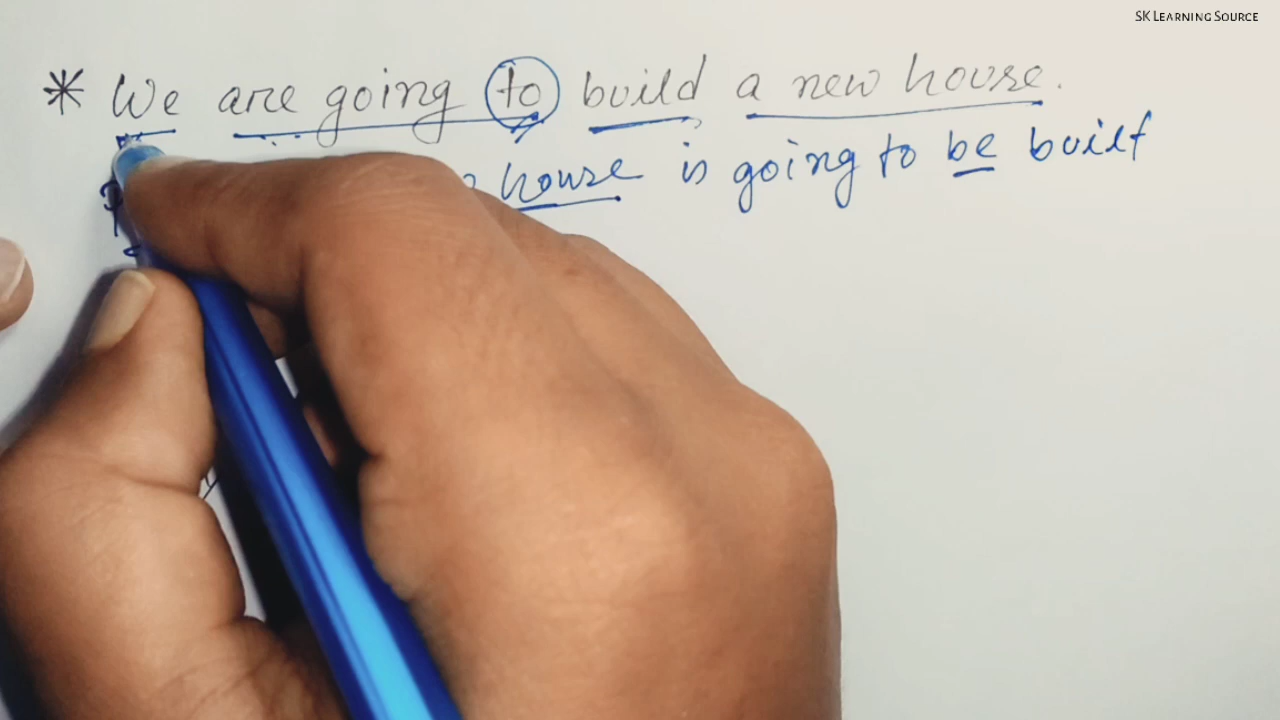 SK LEARNING SOURCE
* We are going to build a new house.
house is going to be built